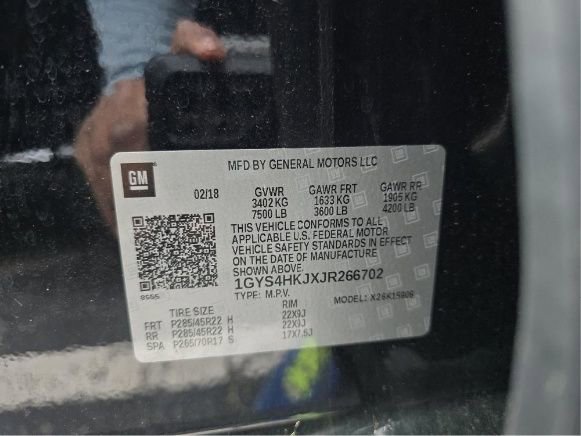 GM
MFD BY GENERAL MOTORS LLC
02/18 GVWR GAWR FRT GAWR RR
3402 KG 1633 KG 1905 KG
7500 LB 3600 LB 4200 LB
THIS VEHICLE CONFORMS TO ALL
APPLICABLE U.S. FEDERAL MOTOR
VEHICLE SAFETY STANDARDS IN EFFECT
ON THE DATE OF MANUFACTURE
SHOWN ABOVE.
1GYS4HKJXJR266702
TYPE: M.P.V. MODEL:
TIRE SIZE RIM
FRT P285/45R22 H 22X9J
RR P285/45R22 H 22X9J
SPA P265/70R17 S 17X7.5J